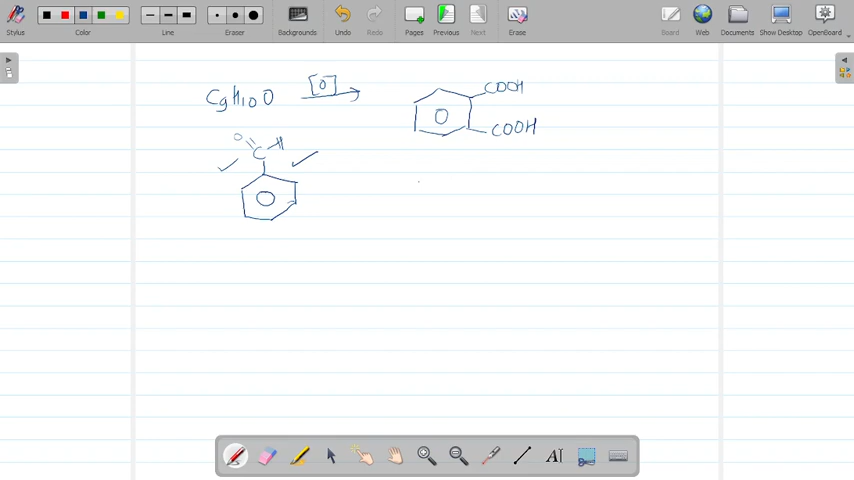 Stylus
Color
Line
Eraser
Backgrounds
Undo
Redo
Pages
Previous
Next
Erase
Board
Web
Documents
Show Desktop
OpenBoard
C9H10O [O] COOH
O COOH
O C H
O